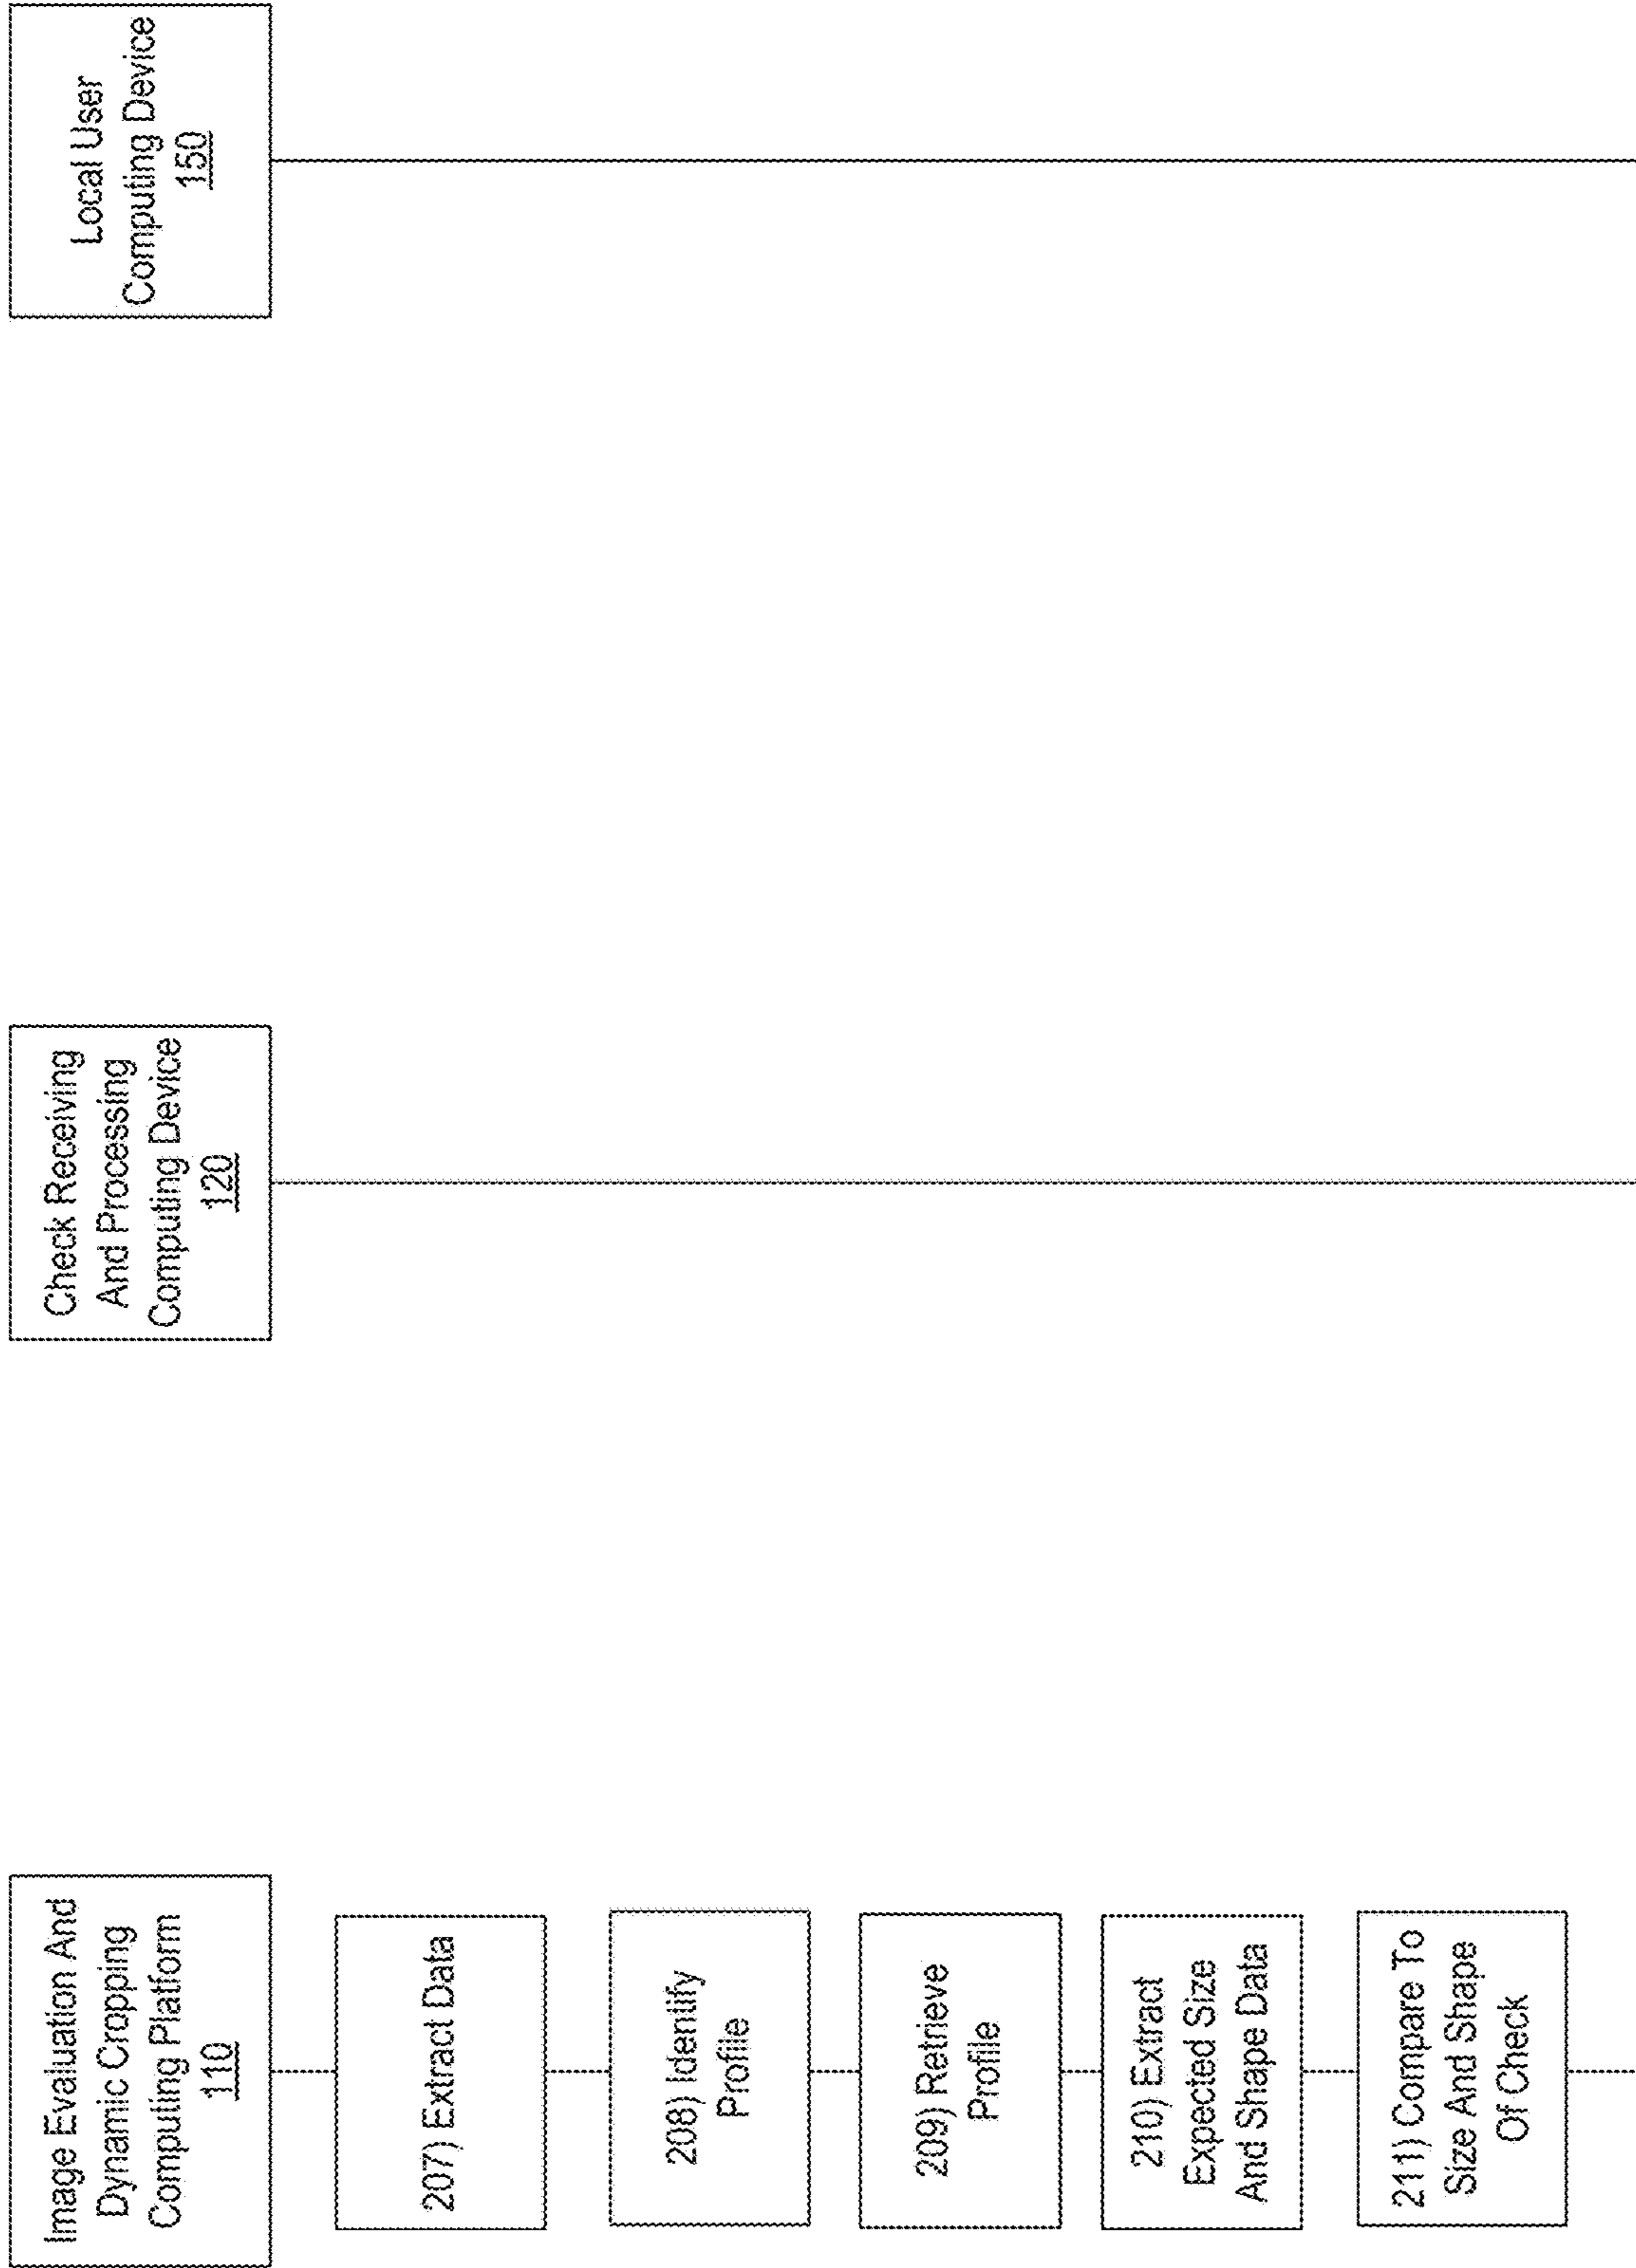 Image Evaluation And
Dynamic Cropping
Computing Platform
110
Check Receiving
And Processing
Computing Device
120
Local User
Computing Device
150
207) Extract Data
208) Identify
Profile
209) Retrieve
Profile
210) Extract
Expected Size
And Shape Data
211) Compare To
Size And Shape
Of Check